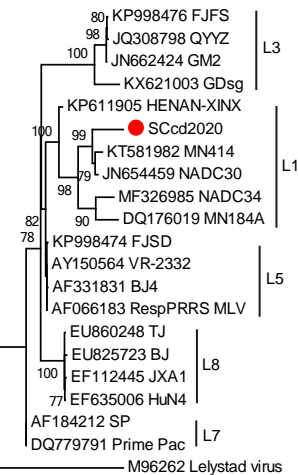 80 KP998476 FJFS
98 JQ308798 QYYZ
JN662424 GM2
L3
100
KX621003 GDsg
KP611905 HENAN-XINX
100 99 SCcd2020
KT581982 MN414
79 JN654459 NADC30
L1
98 MF326985 NADC34
90 DQ176019 MN184A
82
78 KP998474 FJSD
AY150564 VR-2332
L5
AF331831 BJ4
AF066183 RespPRRS MLV
EU860248 TJ
EU825723 BJ
L8
100 EF112445 JXA1
77 EF635006 HuN4
AF184212 SP
L7
DQ779791 Prime Pac
M96262 Lelystad virus